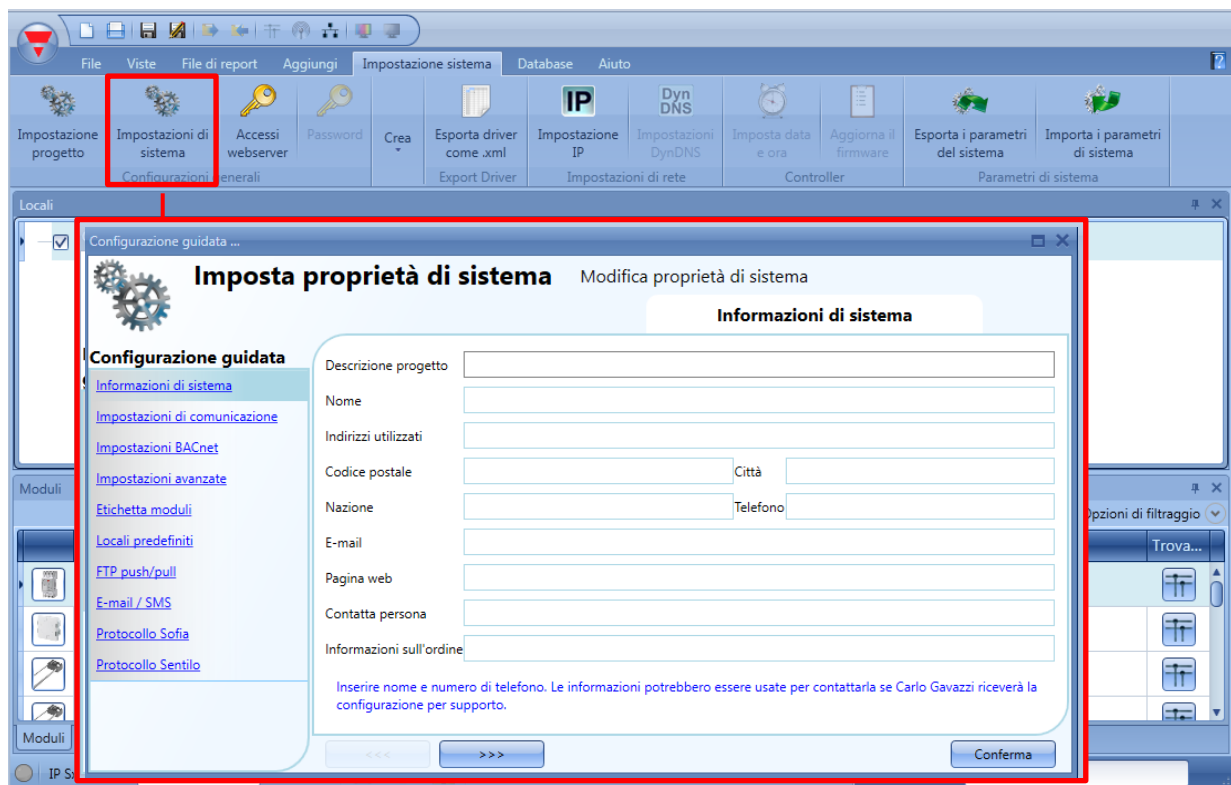 File Viste File di report Aggiungi Impostazione sistema Database Aiuto
Impostazione progetto
Impostazioni di sistema
Accessi webserver
Password
Crea
Esporta driver come .xml
IP
Impostazione IP
Dyn DNS
Impostazioni DynDNS
Imposta data e ora
Aggiorna il firmware
Esporta i parametri del sistema
Importa i parametri di sistema
Configurazioni generali
Export Driver
Impostazioni di rete
Controller
Parametri di sistema
Locali
Configurazione guidata ...
Imposta proprietà di sistema
Modifica proprietà di sistema
Informazioni di sistema
Configurazione guidata
Informazioni di sistema
Impostazioni di comunicazione
Impostazioni BACnet
Impostazioni avanzate
Etichetta moduli
Locali predefiniti
FTP push/pull
E-mail / SMS
Protocollo Sofia
Protocollo Sentilo
Descrizione progetto
Nome
Indirizzi utilizzati
Codice postale
Città
Nazione
Telefono
E-mail
Pagina web
Contatta persona
Informazioni sull'ordine
Inserire nome e numero di telefono. Le informazioni potrebbero essere usate per contattarla se Carlo Gavazzi riceverà la
configurazione per supporto.
<<<
>>>
Conferma
Moduli
Opzioni di filtraggio
Trova...
Moduli
IP